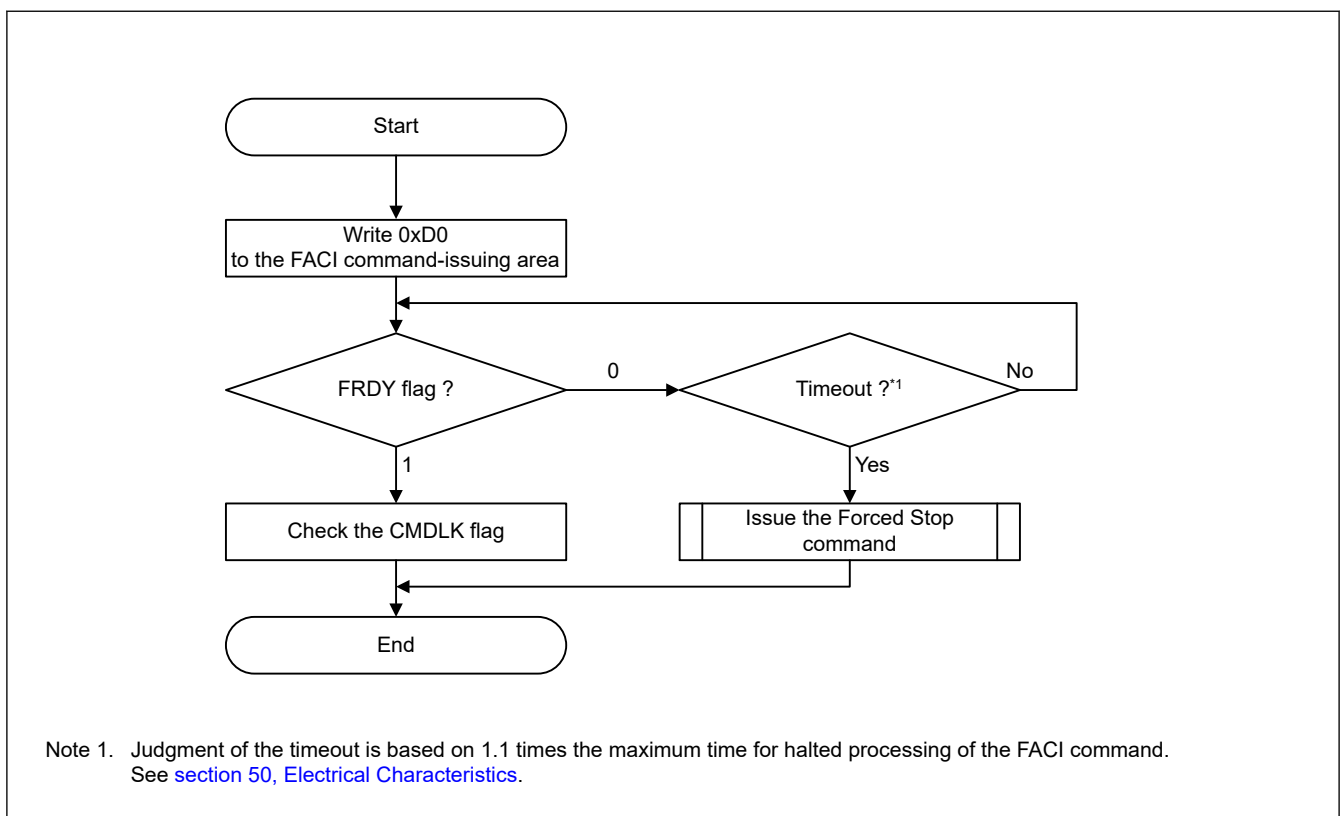 Start
Write 0xD0
to the FACI command-issuing area
FRDY flag ?
0
Timeout ?*1
No
1
Yes
Check the CMDLK flag
Issue the Forced Stop
command
End
Note 1. Judgment of the timeout is based on 1.1 times the maximum time for halted processing of the FACI command.
See section 50, Electrical Characteristics.